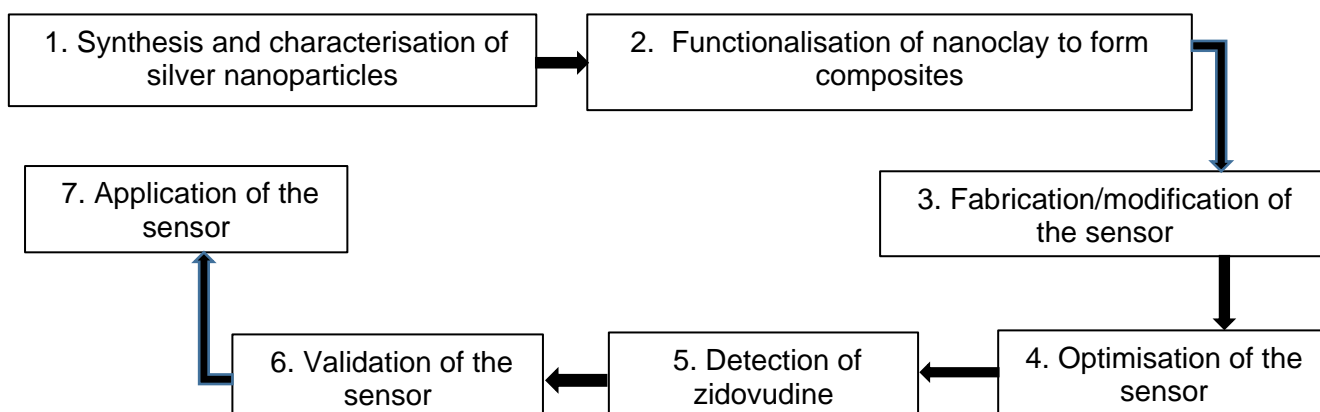 1. Synthesis and characterisation of
silver nanoparticles
2. Functionalisation of nanoclay to form
composites
3. Fabrication/modification of
the sensor
4. Optimisation of the
sensor
5. Detection of
zidovudine
6. Validation of the
sensor
7. Application of the
sensor